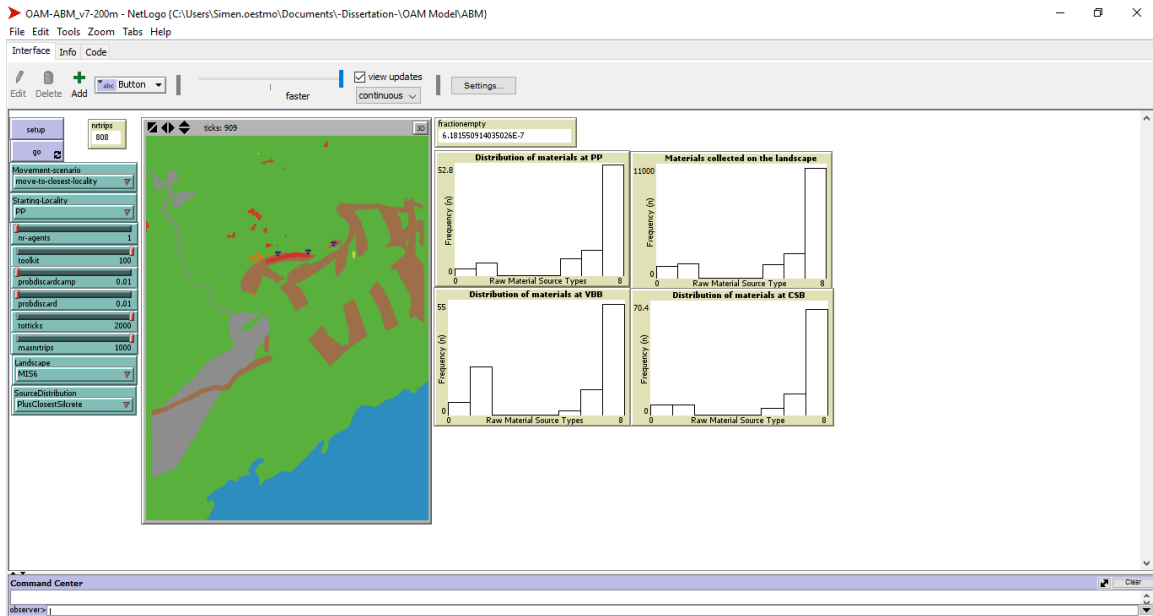 OAM-ABM_v7-200m - NetLogo {C:\Users\Simen.oestmo\Documents\-Dissertation-\OAM Model\ABM}
File Edit Tools Zoom Tabs Help
Interface Info Code
Edit Delete Add abc Button faster view updates continuous Settings...
setup
go
nrtrips
808
Movement-scenario
move-to-closest-locality
Starting-Locality
PP
nr-agents 1
toolkit 100
probdiscardcamp 0.01
probdiscard 0.01
totticks 2000
maxnrtrips 1000
Landscape
MIS6
SourceDistribution
PlusClosestSilcrete
ticks: 909 3D
fractionempty
6.181550914035026E-7
Distribution of materials at PP
52.8
Frequency (n)
0
0 Raw Material Source Types 8
Materials collected on the landscape
11000
Frequency (n)
0
0 Raw Material Source Types 8
Distribution of materials at VBB
55
Frequency (n)
0
0 Raw Material Source Types 8
Distribution of materials at CSB
70.4
Frequency (n)
0
0 Raw Material Source Type 8
Command Center Clear
observer>